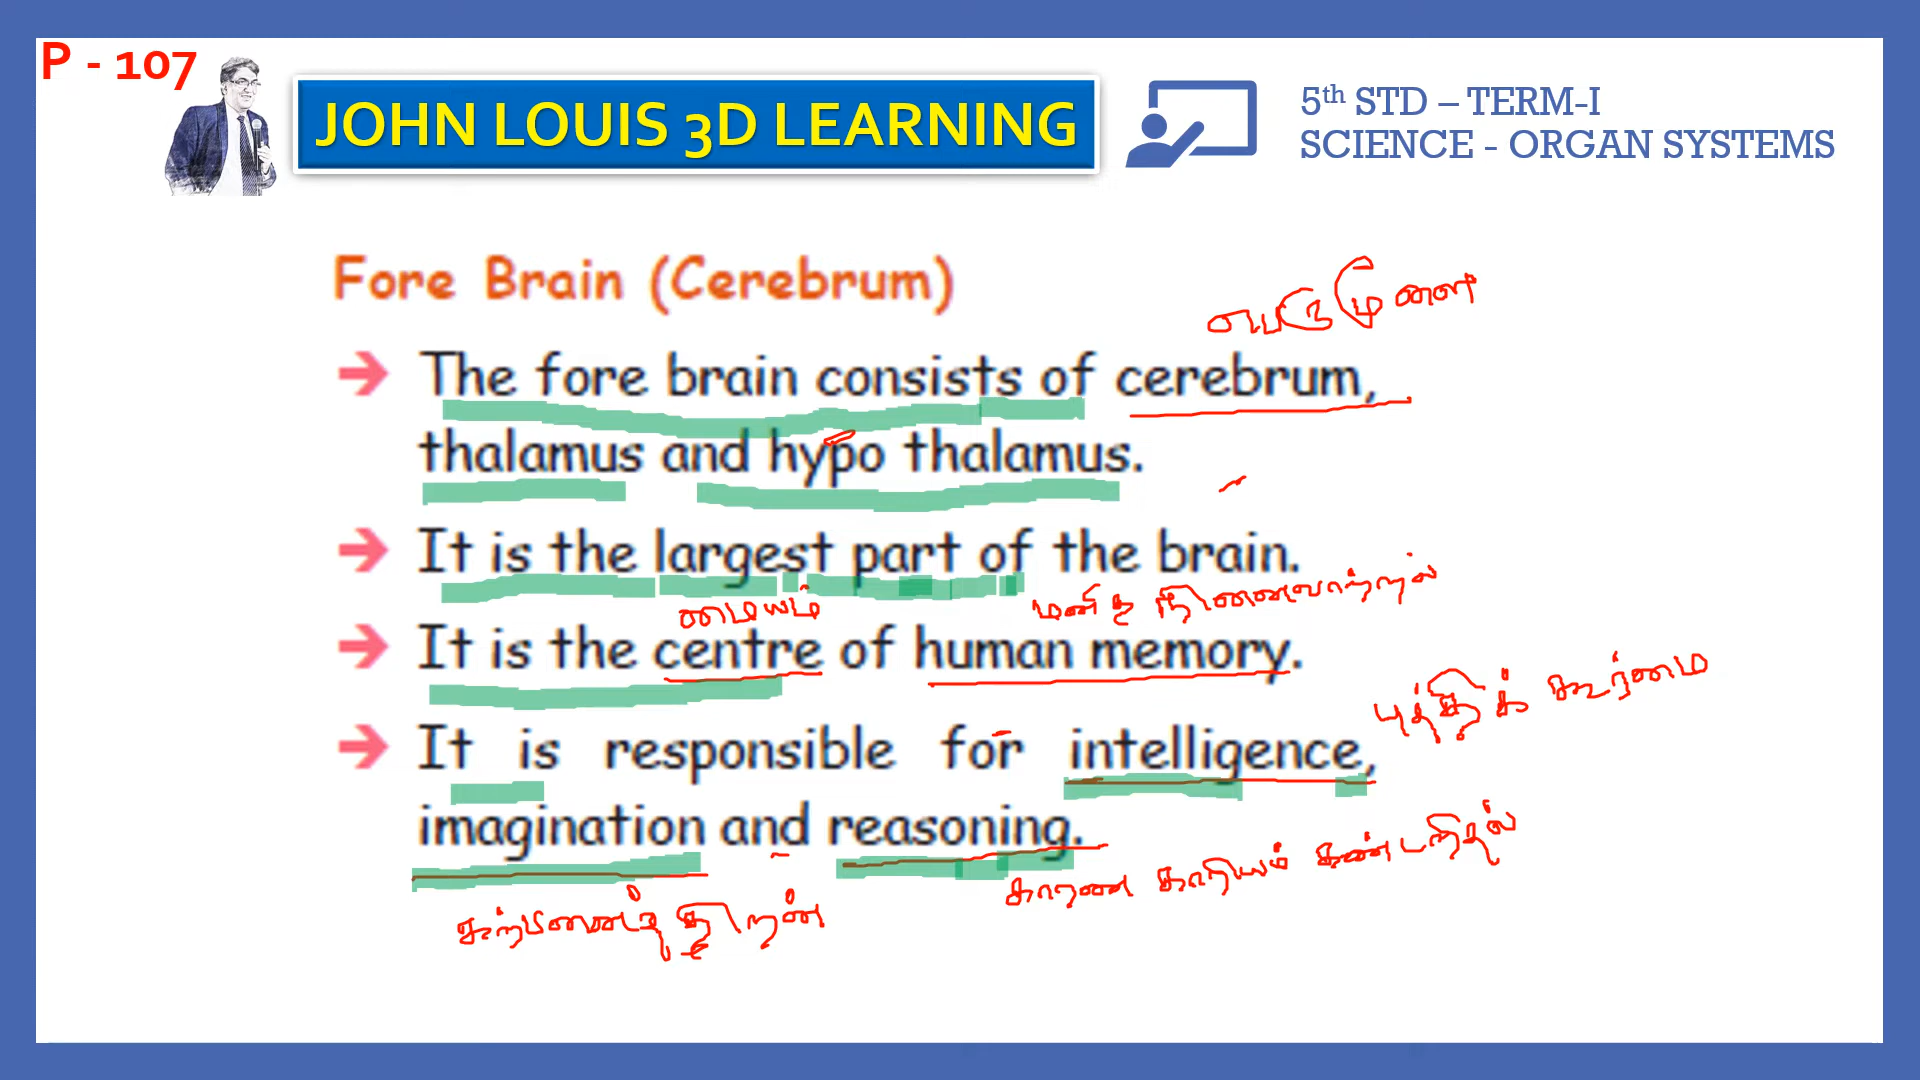 P - 107
JOHN LOUIS 3D LEARNING
5th STD – TERM-I
SCIENCE - ORGAN SYSTEMS
Fore Brain (Cerebrum)
பெருமூளை
The fore brain consists of cerebrum,
thalamus and hypo thalamus.
It is the largest part of the brain.
மையம் மனித நினைவாற்றல்
It is the centre of human memory.
புத்திக் கூர்மை
It is responsible for intelligence,
imagination and reasoning.
காரண காரியம் கண்டறிதல்
கற்பனைத் திறன்